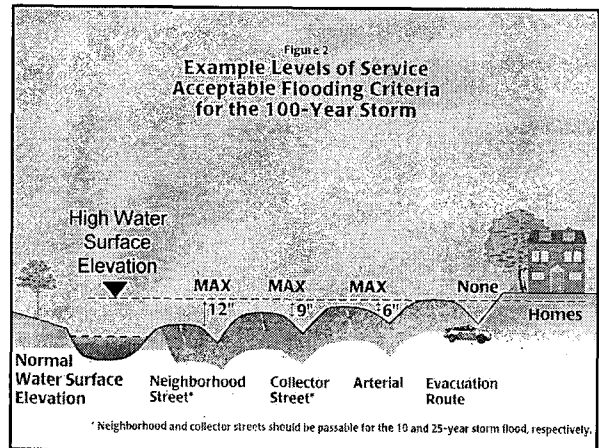 Figure 2
Example Levels of Service
Acceptable Flooding Criteria
for the 100-Year Storm
High Water
Surface
Elevation
MAX
MAX
MAX
None
12"
9"
6"
Homes
Normal
Water Surface
Elevation
Neighborhood
Street*
Collector
Street*
Arterial
Evacuation
Route
* Neighborhood and collector streets should be passable for the 10 and 25-year storm flood, respectively.